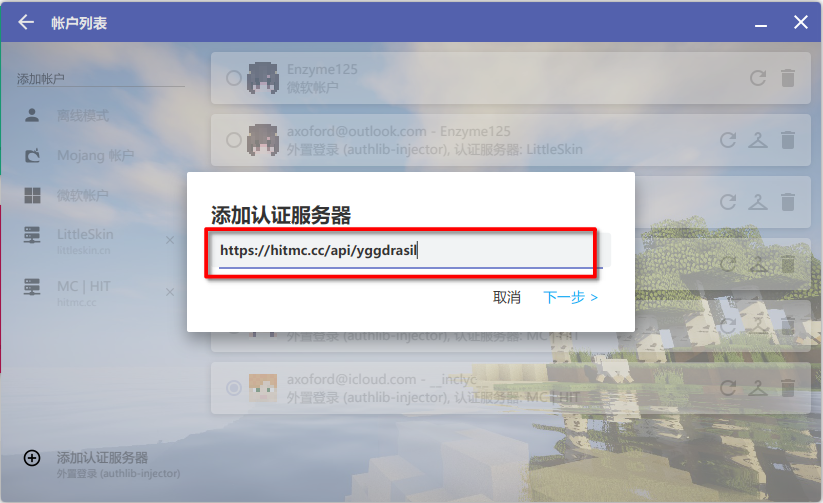 帐户列表
添加帐户
离线模式
Mojang 帐户
微软帐户
LittleSkin
littleskin.cn
MC | HIT
hitmc.cc
添加认证服务器
外置登录 (authlib-injector)
Enzyme125
微软帐户
axoford@outlook.com - Enzyme125
外置登录 (authlib-injector), 认证服务器: LittleSkin
添加认证服务器
https://hitmc.cc/api/yggdrasil
取消
下一步 >
外置登录 (authlib-injector), 认证服务器: MC | HIT
axoford@icloud.com - __inclyc__
外置登录 (authlib-injector), 认证服务器: MC | HIT